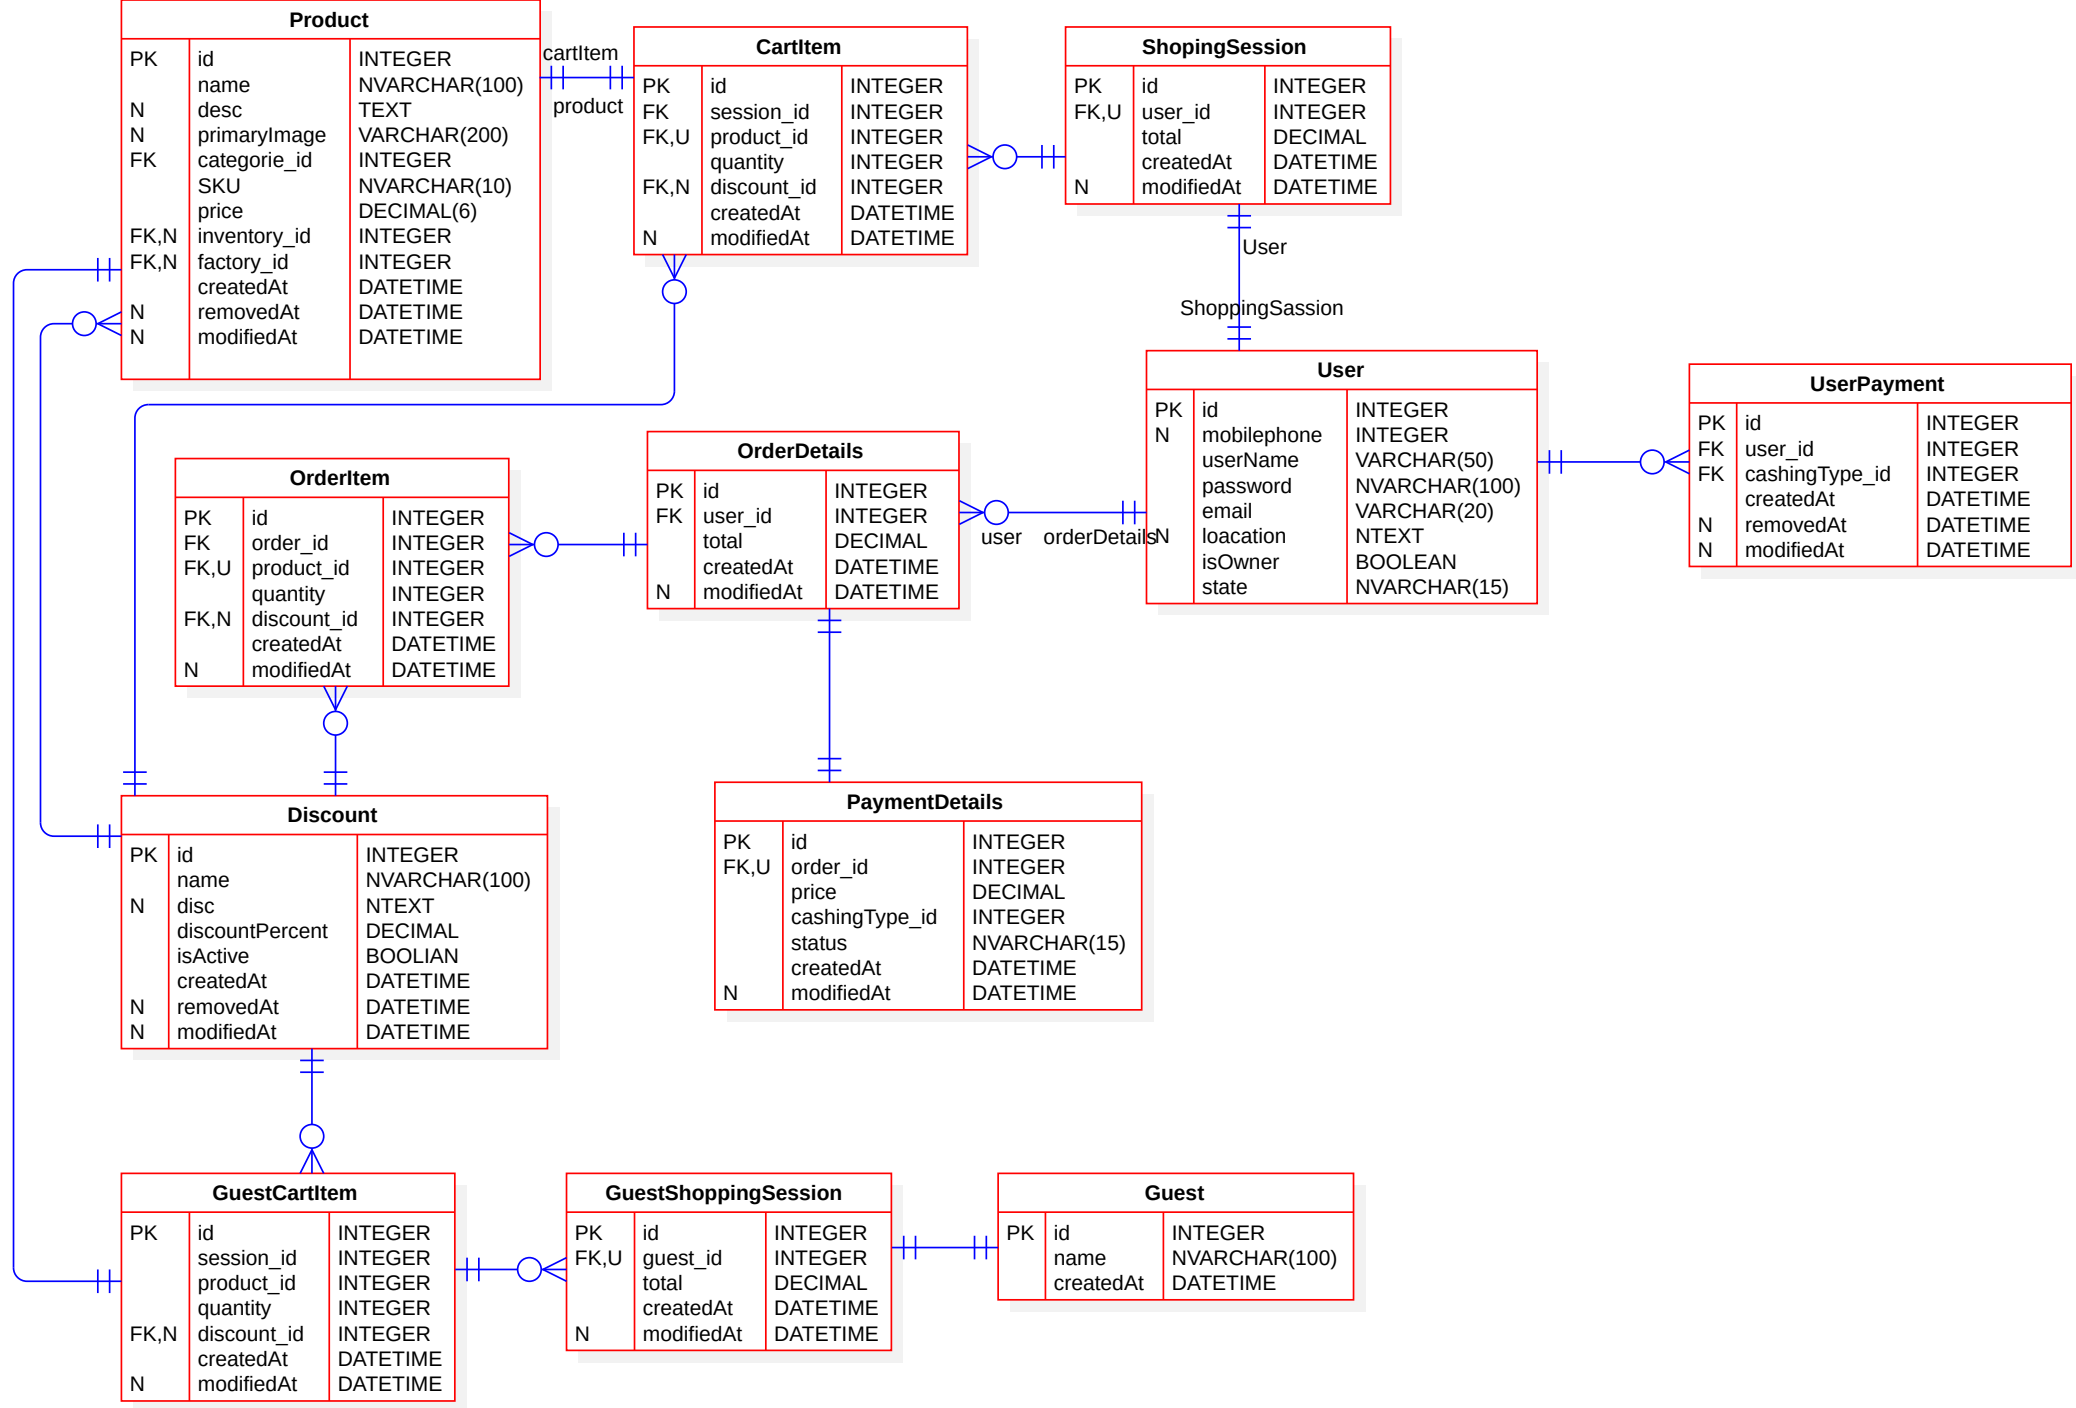 Product
PK id INTEGER
name NVARCHAR(100)
N desc TEXT
N primaryImage VARCHAR(200)
FK categorie_id INTEGER
SKU NVARCHAR(10)
price DECIMAL(6)
FK,N inventory_id INTEGER
FK,N factory_id INTEGER
createdAt DATETIME
N removedAt DATETIME
N modifiedAt DATETIME
cartItem
product
CartItem
PK id INTEGER
FK session_id INTEGER
FK,U product_id INTEGER
quantity INTEGER
FK,N discount_id INTEGER
createdAt DATETIME
N modifiedAt DATETIME
ShopingSession
PK id INTEGER
FK,U user_id INTEGER
total DECIMAL
createdAt DATETIME
N modifiedAt DATETIME
User
ShoppingSassion
User
PK id INTEGER
N mobilephone INTEGER
userName VARCHAR(50)
password NVARCHAR(100)
email VARCHAR(20)
N loacation NTEXT
isOwner BOOLEAN
state NVARCHAR(15)
UserPayment
PK id INTEGER
FK user_id INTEGER
FK cashingType_id INTEGER
createdAt DATETIME
N removedAt DATETIME
N modifiedAt DATETIME
OrderItem
PK id INTEGER
FK order_id INTEGER
FK,U product_id INTEGER
quantity INTEGER
FK,N discount_id INTEGER
createdAt DATETIME
N modifiedAt DATETIME
OrderDetails
PK id INTEGER
FK user_id INTEGER
total DECIMAL
createdAt DATETIME
N modifiedAt DATETIME
user orderDetails
Discount
PK id INTEGER
name NVARCHAR(100)
N disc NTEXT
discountPercent DECIMAL
isActive BOOLIAN
createdAt DATETIME
N removedAt DATETIME
N modifiedAt DATETIME
PaymentDetails
PK id INTEGER
FK,U order_id INTEGER
price DECIMAL
cashingType_id INTEGER
status NVARCHAR(15)
createdAt DATETIME
N modifiedAt DATETIME
GuestCartItem
PK id INTEGER
session_id INTEGER
product_id INTEGER
quantity INTEGER
FK,N discount_id INTEGER
createdAt DATETIME
N modifiedAt DATETIME
GuestShoppingSession
PK id INTEGER
FK,U guest_id INTEGER
total DECIMAL
createdAt DATETIME
N modifiedAt DATETIME
Guest
PK id INTEGER
name NVARCHAR(100)
createdAt DATETIME